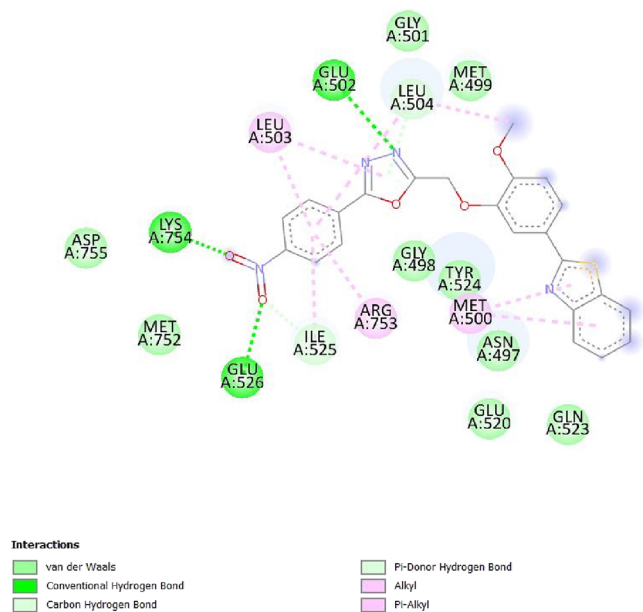 GLY
A:501
GLU
A:502
MET
A:499
LEU
A:504
LEU
A:503
O
N
N
O
O
LYS
A:754
ASP
A:755
GLY
A:498
TYR
A:524
S
O
N
MET
A:500
N
ARG
A:753
O
MET
A:752
ILE
A:525
ASN
A:497
GLU
A:526
GLU
A:520
GLN
A:523
Interactions
van der Waals
Conventional Hydrogen Bond
Carbon Hydrogen Bond
Pi-Donor Hydrogen Bond
Alkyl
Pi-Alkyl